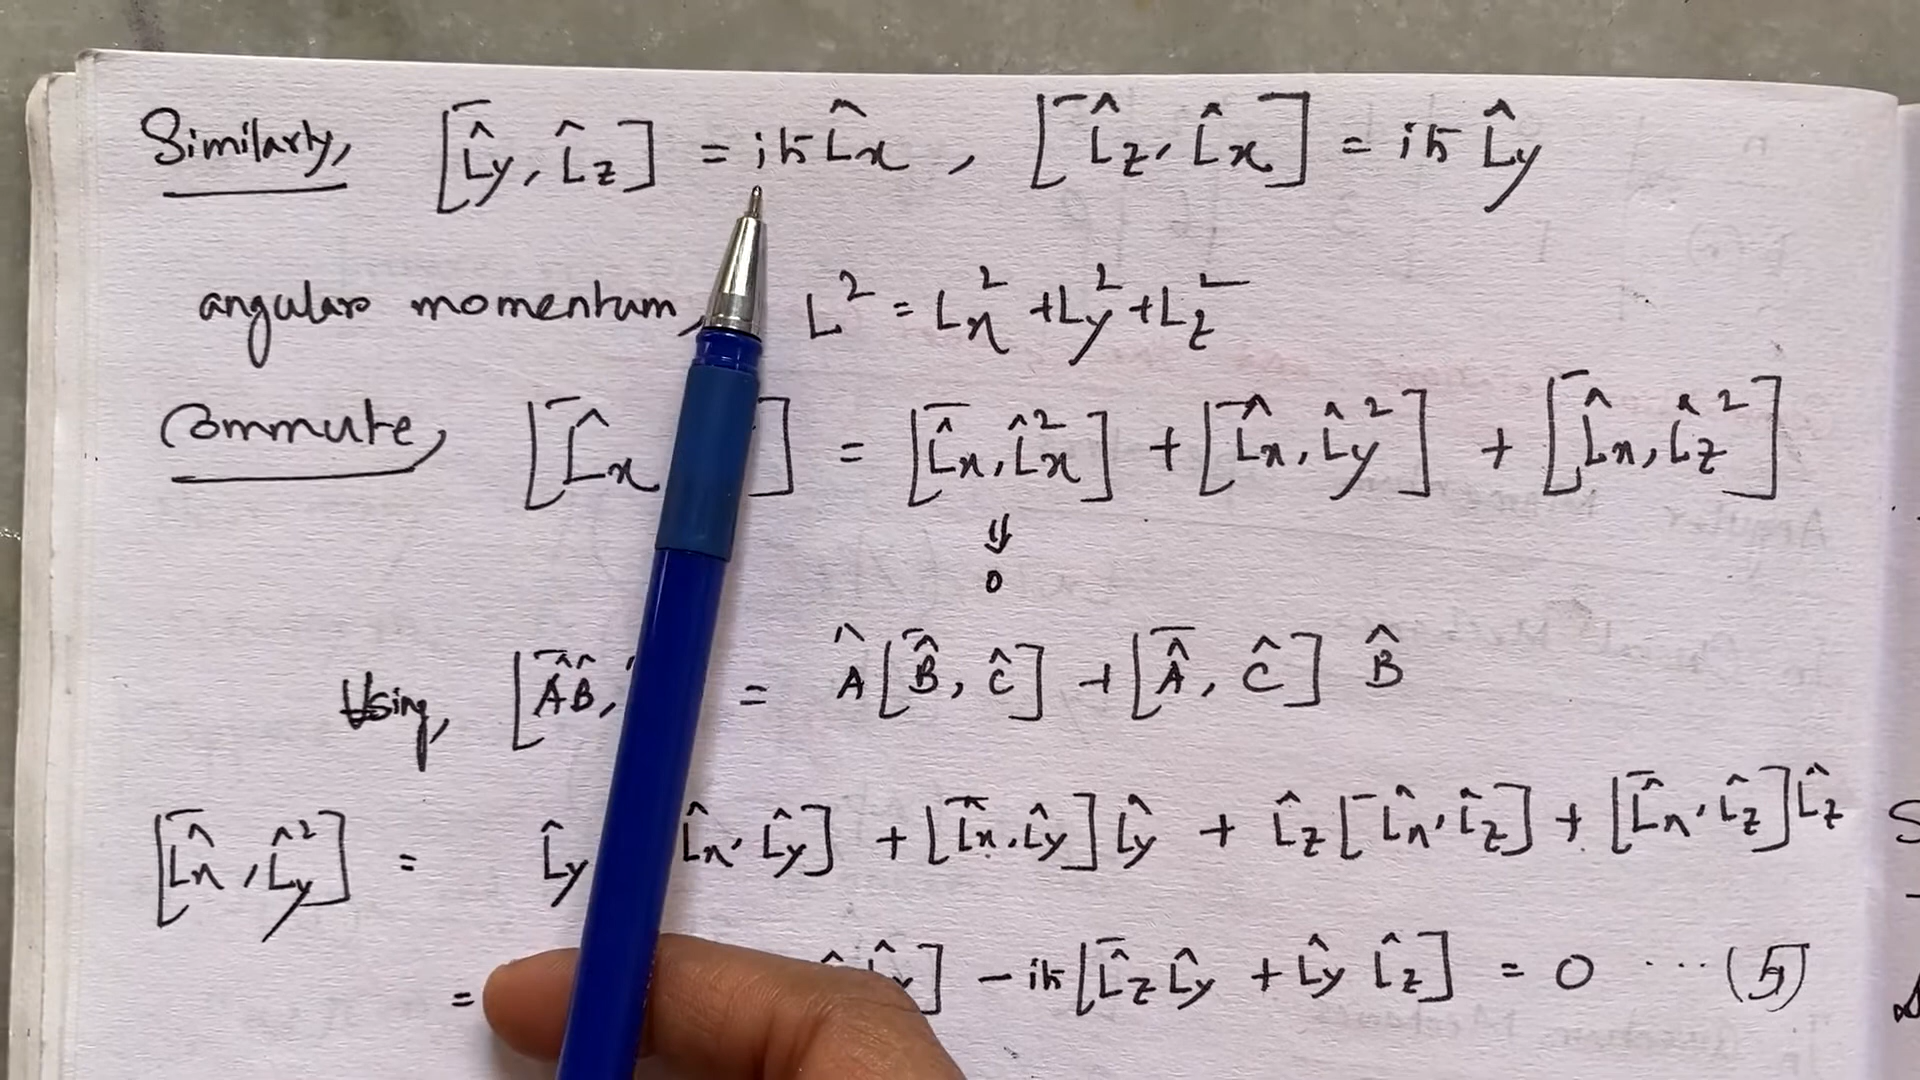 Similarly, [L̂y, L̂z] = iħ L̂x , [L̂z, L̂x] = iħ L̂y
angular momentum, L² = Lx² + Ly² + Lz²
Commute, [L̂x ] = [L̂x, L̂x²] + [L̂x, L̂y²] + [L̂x, L̂z²]
⇓
0
Using, [ÂB̂, = Â[B̂, Ĉ] + [Â, Ĉ] B̂
[L̂x, L̂y²] = L̂y L̂x, L̂y] + [L̂x, L̂y] L̂y + L̂z [L̂x, L̂z] + [L̂x, L̂z] L̂z
= ] − iħ [L̂z L̂y + L̂y L̂z] = 0 ... (5)